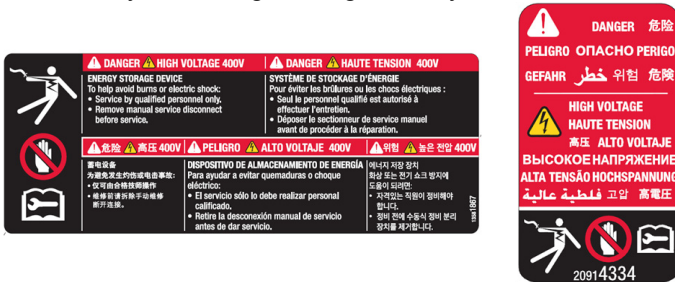 DANGER HIGH VOLTAGE 400V
ENERGY STORAGE DEVICE
To help avoid burns or electric shock:
• Service by qualified personnel only.
• Remove manual service disconnect
before service.
DANGER HAUTE TENSION 400V
SYSTÈME DE STOCKAGE D'ÉNERGIE
Pour éviter les brûlures ou les chocs électriques :
• Seul le personnel qualifié est autorisé à
effectuer l'entretien.
• Déposer le sectionneur de service manuel
avant de procéder à la réparation.
危险 高压 400V
蓄电设备
为避免发生灼伤或电击事故:
• 仅可由合格技师操作
• 维修前请拆除手动维修
断开连接。
PELIGRO ALTO VOLTAJE 400V
DISPOSITIVO DE ALMACENAMIENTO DE ENERGÍA
Para ayudar a evitar quemaduras o choque
eléctrico:
• El servicio sólo lo debe realizar personal
calificado.
• Retire la desconexión manual de servicio
antes de dar servicio.
위험 높은 전압 400V
에너지 저장 장치
화상 또는 전기 쇼크 방지에
도움이 되려면:
• 자격있는 직원이 정비해야
합니다.
• 정비 전에 수동식 정비 분리
장치를 제거합니다.
DANGER 危险
PELIGRO ОПАСНО PERIGO
GEFAHR خطر 위험 危険
HIGH VOLTAGE
HAUTE TENSION
高压 ALTO VOLTAJE
ВЫСОКОЕ НАПРЯЖЕНИЕ
ALTA TENSÃO HOCHSPANNUNG
فلطية عالية 고압 高電圧
20914334